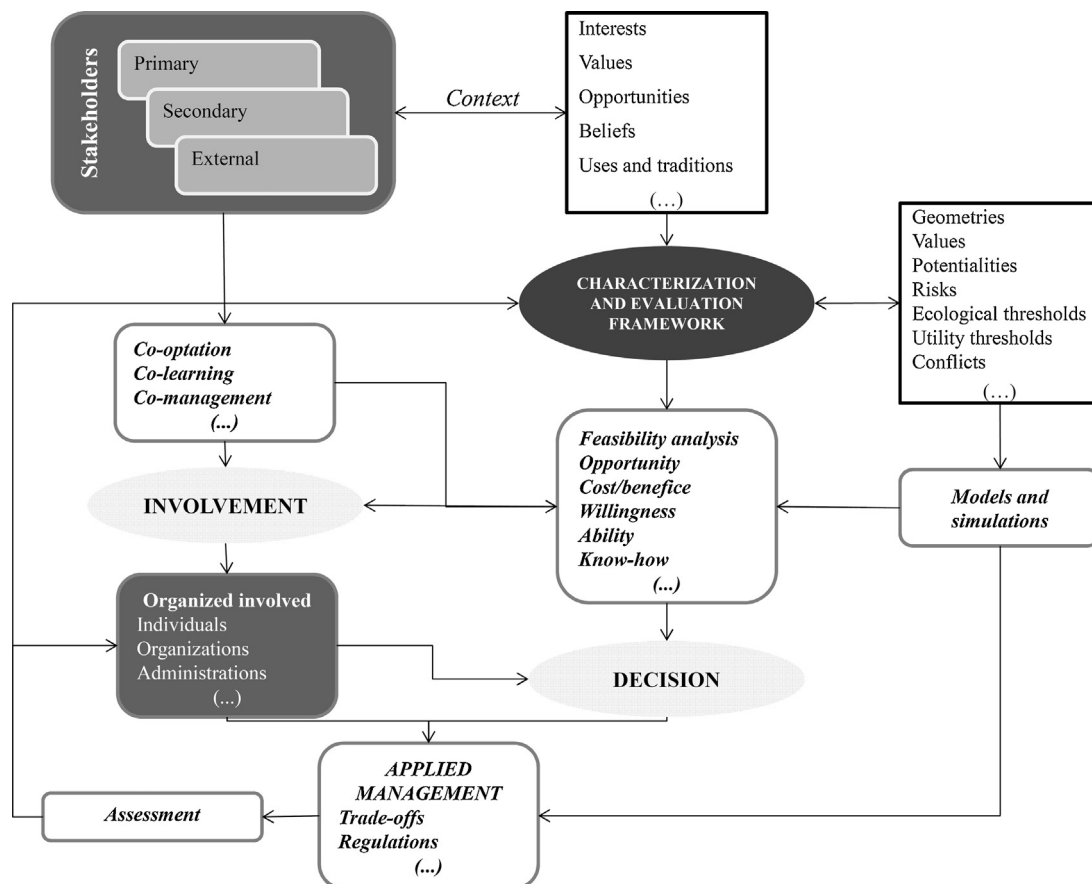 Stakeholders
Primary
Secondary
External
Context
Interests
Values
Opportunities
Beliefs
Uses and traditions
(…)
Geometries
Values
Potentialities
Risks
Ecological thresholds
Utility thresholds
Conflicts
(…)
CHARACTERIZATION
AND EVALUATION
FRAMEWORK
Co-optation
Co-learning
Co-management
(...)
Feasibility analysis
Opportunity
Cost/benefice
Willingness
Ability
Know-how
(...)
Models and
simulations
INVOLVEMENT
Organized involved
Individuals
Organizations
Administrations
(...)
DECISION
APPLIED
MANAGEMENT
Trade-offs
Regulations
(...)
Assessment